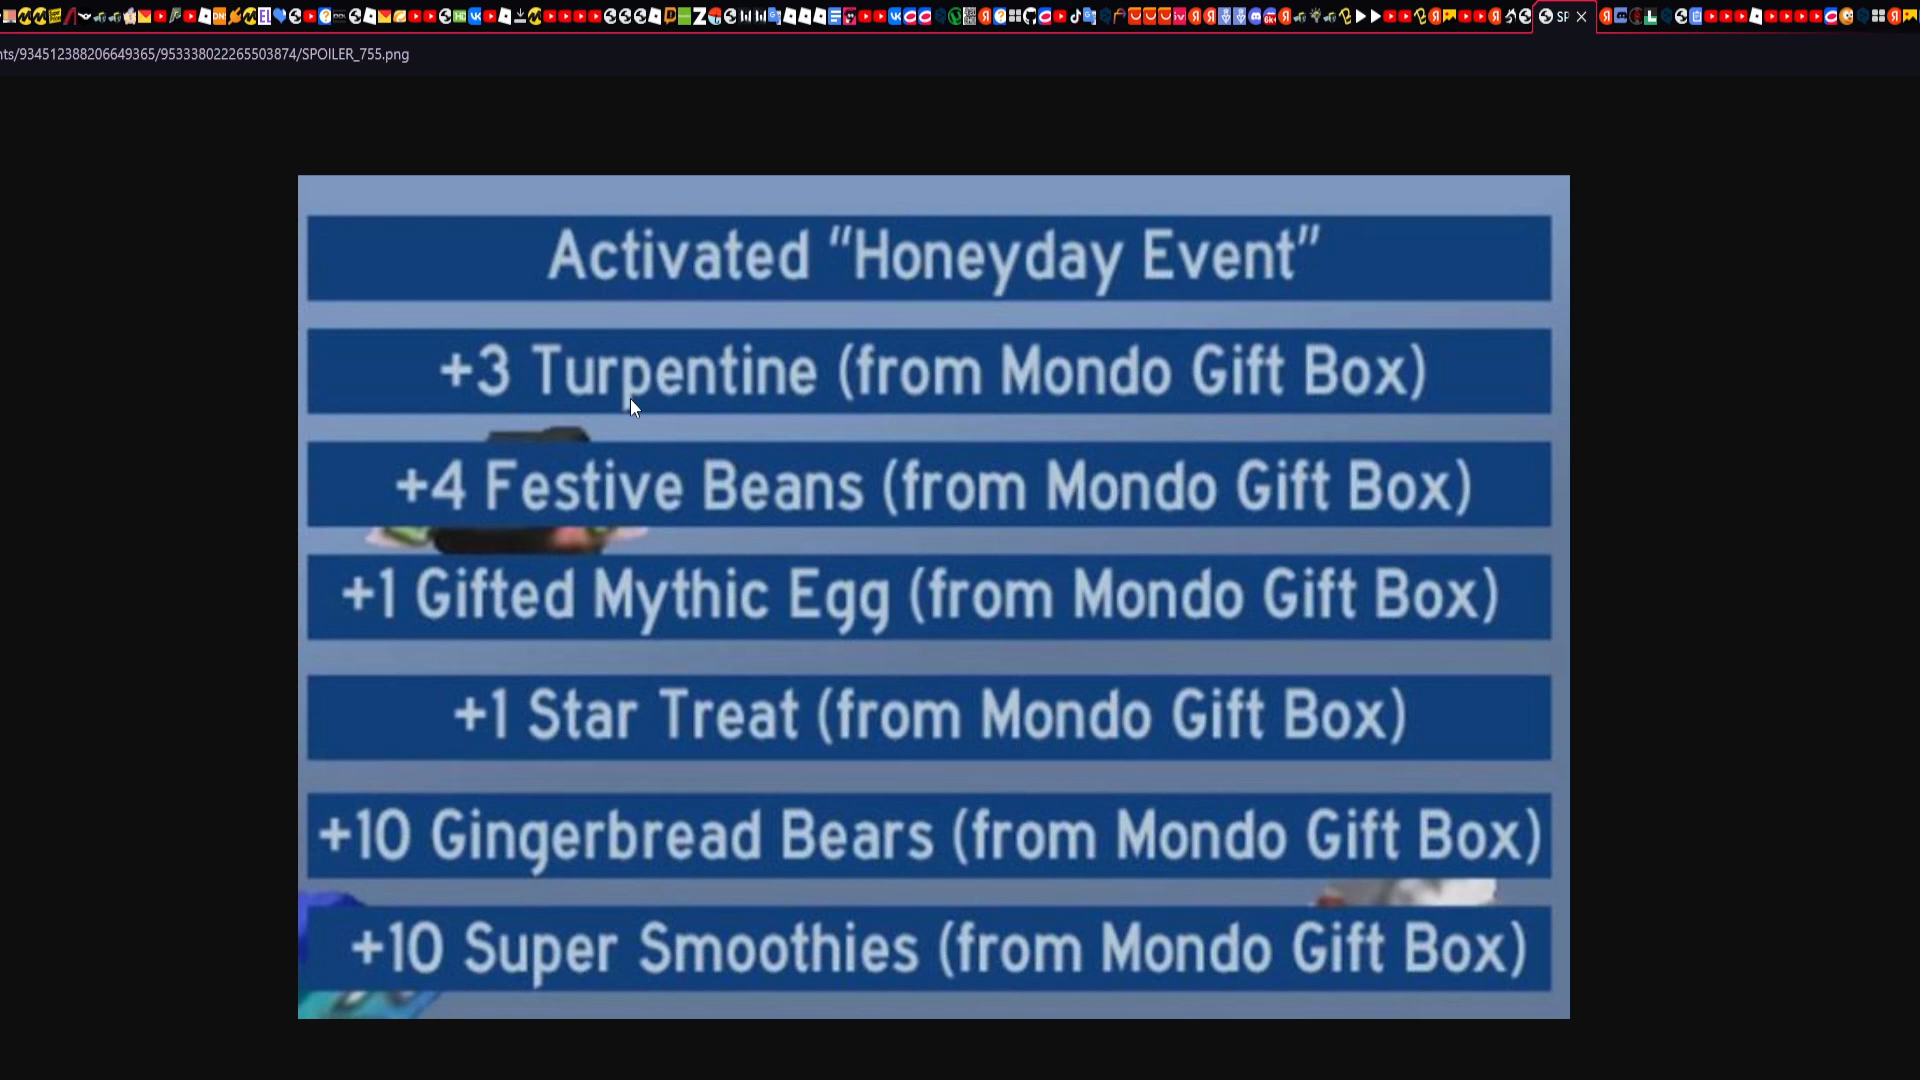 SP
nts/934512388206649365/953338022265503874/SPOILER_755.png
Activated “Honeyday Event”
+3 Turpentine (from Mondo Gift Box)
+4 Festive Beans (from Mondo Gift Box)
+1 Gifted Mythic Egg (from Mondo Gift Box)
+1 Star Treat (from Mondo Gift Box)
+10 Gingerbread Bears (from Mondo Gift Box)
+10 Super Smoothies (from Mondo Gift Box)